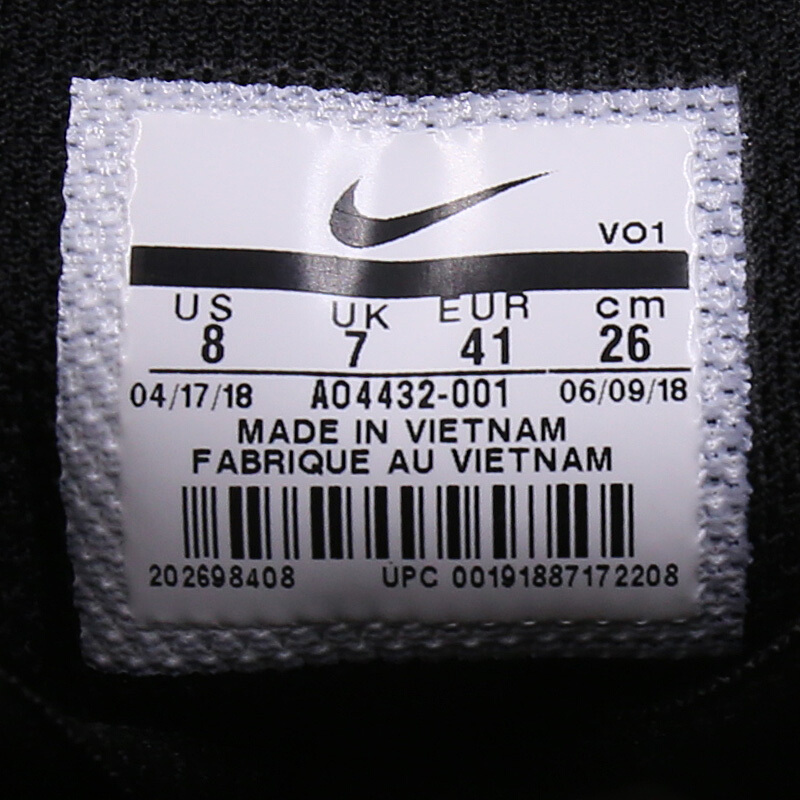 VO1
US UK EUR cm
8 7 41 26
04/17/18 AO4432-001 06/09/18
MADE IN VIETNAM
FABRIQUE AU VIETNAM
202698408 UPC 00191887172208